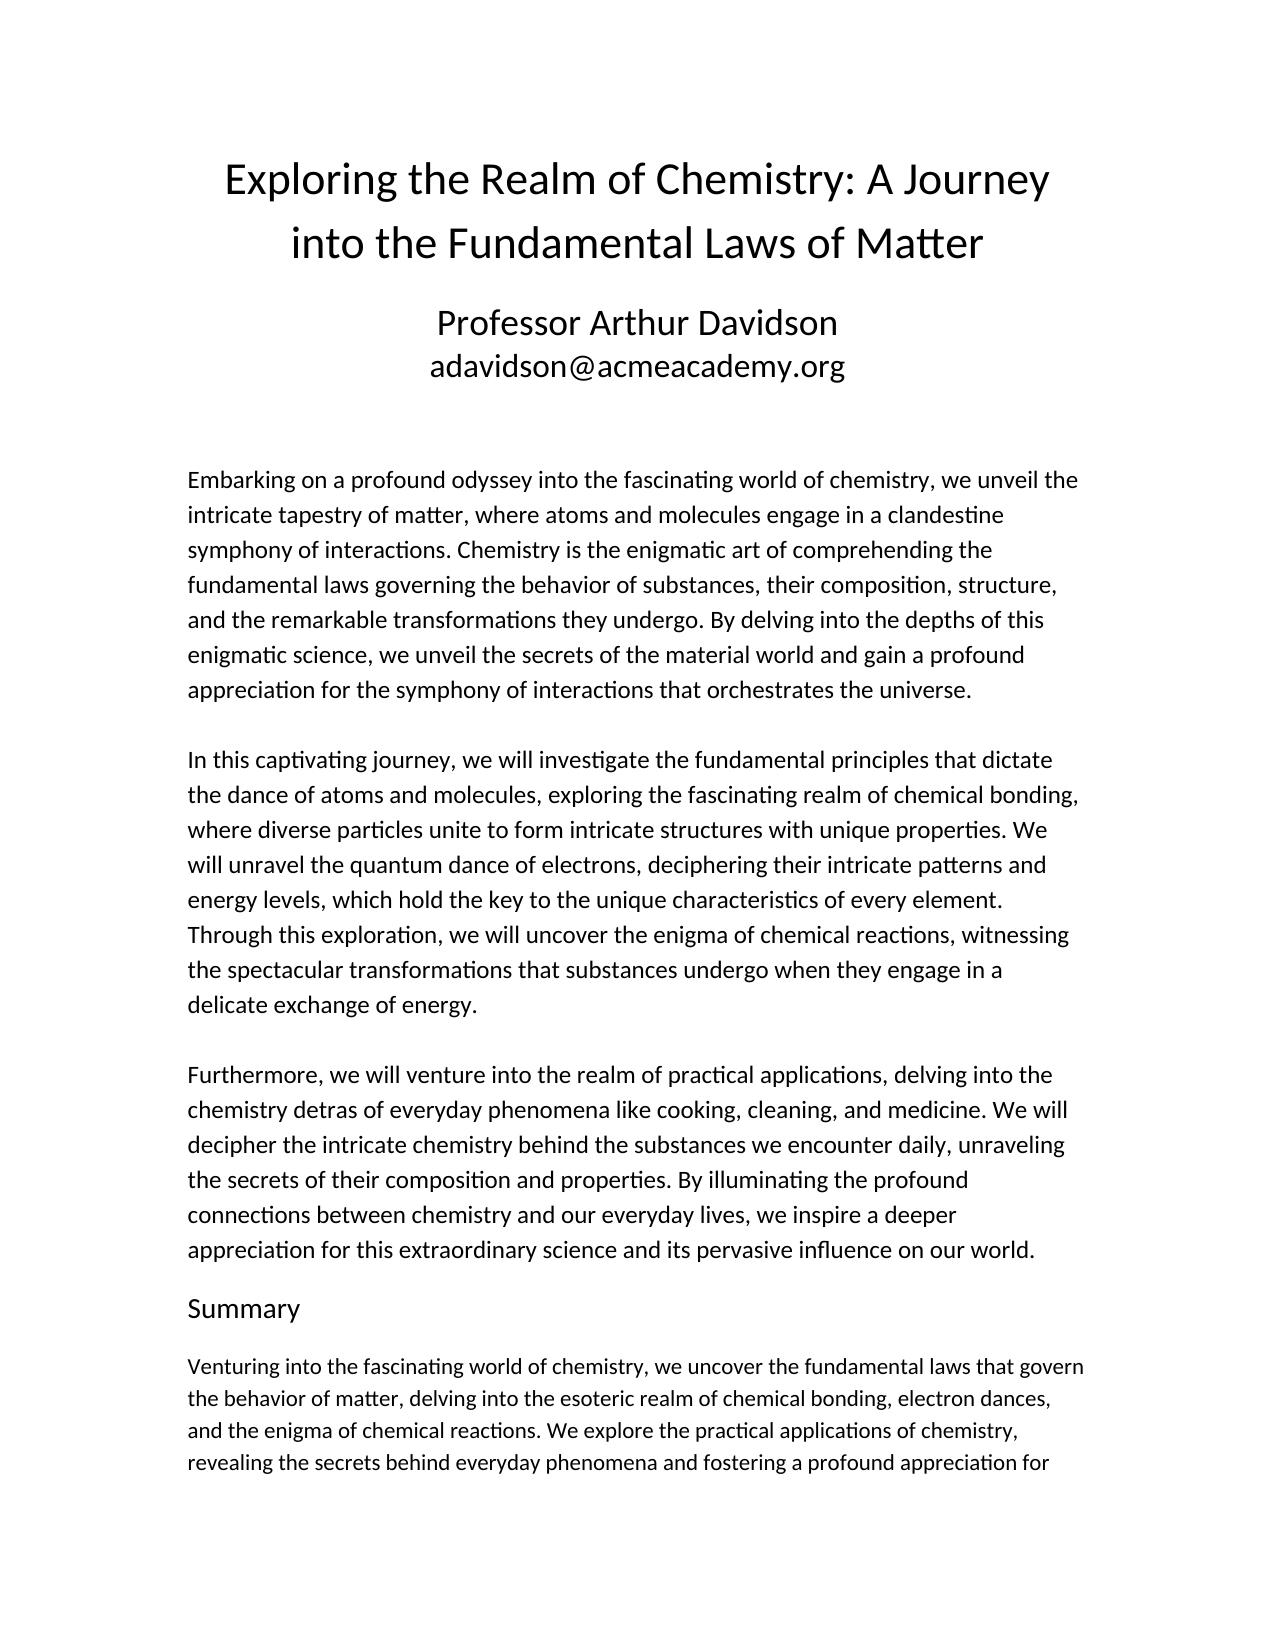 Exploring the Realm of Chemistry: A Journey
into the Fundamental Laws of Matter
Professor Arthur Davidson
adavidson@acmeacademy.org
Embarking on a profound odyssey into the fascinating world of chemistry, we unveil the
intricate tapestry of matter, where atoms and molecules engage in a clandestine
symphony of interactions. Chemistry is the enigmatic art of comprehending the
fundamental laws governing the behavior of substances, their composition, structure,
and the remarkable transformations they undergo. By delving into the depths of this
enigmatic science, we unveil the secrets of the material world and gain a profound
appreciation for the symphony of interactions that orchestrates the universe.
In this captivating journey, we will investigate the fundamental principles that dictate
the dance of atoms and molecules, exploring the fascinating realm of chemical bonding,
where diverse particles unite to form intricate structures with unique properties. We
will unravel the quantum dance of electrons, deciphering their intricate patterns and
energy levels, which hold the key to the unique characteristics of every element.
Through this exploration, we will uncover the enigma of chemical reactions, witnessing
the spectacular transformations that substances undergo when they engage in a
delicate exchange of energy.
Furthermore, we will venture into the realm of practical applications, delving into the
chemistry detras of everyday phenomena like cooking, cleaning, and medicine. We will
decipher the intricate chemistry behind the substances we encounter daily, unraveling
the secrets of their composition and properties. By illuminating the profound
connections between chemistry and our everyday lives, we inspire a deeper
appreciation for this extraordinary science and its pervasive influence on our world.
Summary
Venturing into the fascinating world of chemistry, we uncover the fundamental laws that govern
the behavior of matter, delving into the esoteric realm of chemical bonding, electron dances,
and the enigma of chemical reactions. We explore the practical applications of chemistry,
revealing the secrets behind everyday phenomena and fostering a profound appreciation for